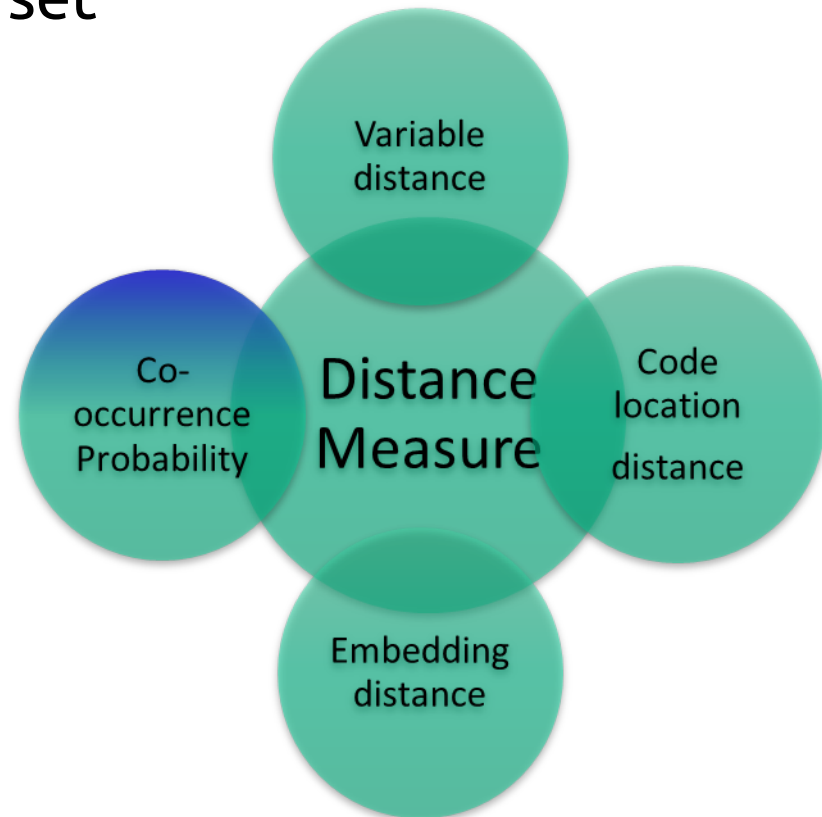 set
Variable
distance
Co-
occurrence
Probability
Distance
Measure
Code
location
distance
Embedding
distance